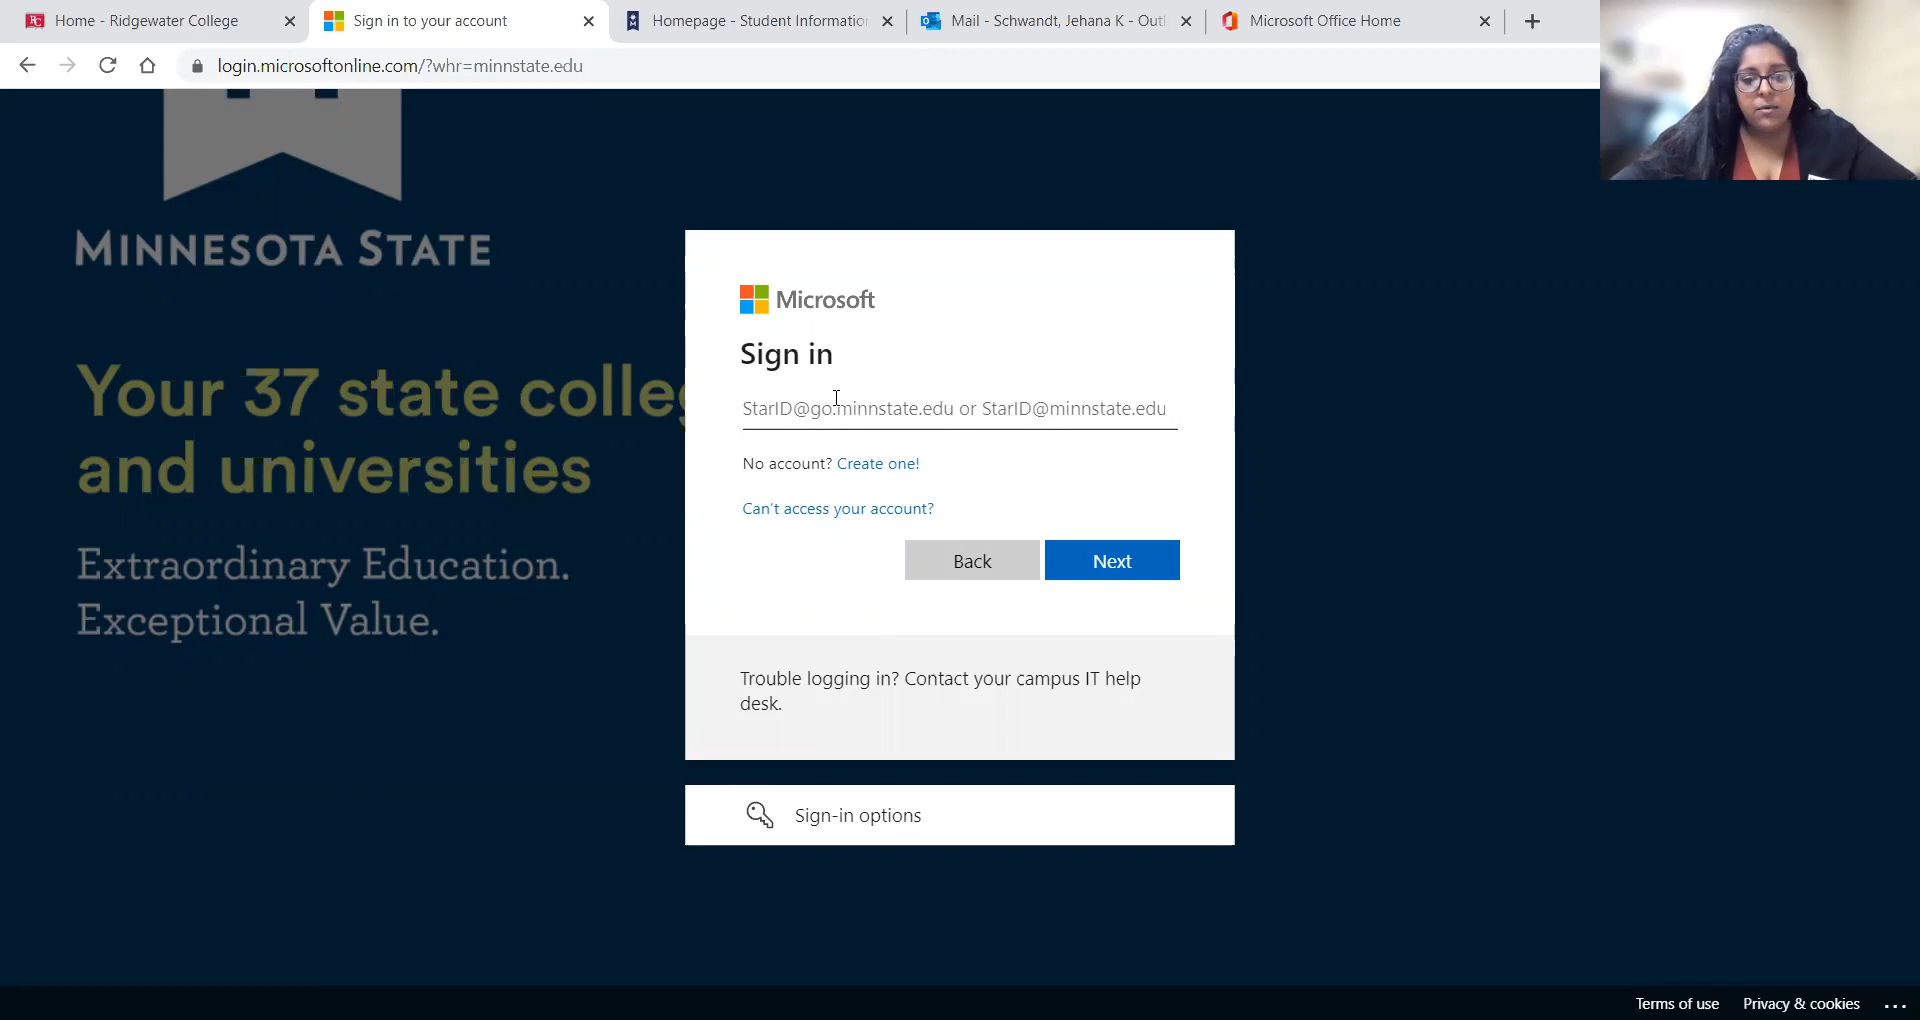 Home - Ridgewater College
Sign in to your account
Homepage - Student Information
Mail - Schwandt, Jehana K - Outl
Microsoft Office Home
login.microsoftonline.com/?whr=minnstate.edu
MINNESOTA STATE
Your 37 state colleg
and universities
Extraordinary Education.
Exceptional Value.
Microsoft
Sign in
StarID@go.minnstate.edu or StarID@minnstate.edu
No account? Create one!
Can't access your account?
Back
Next
Trouble logging in? Contact your campus IT help
desk.
Sign-in options
Terms of use
Privacy & cookies
...